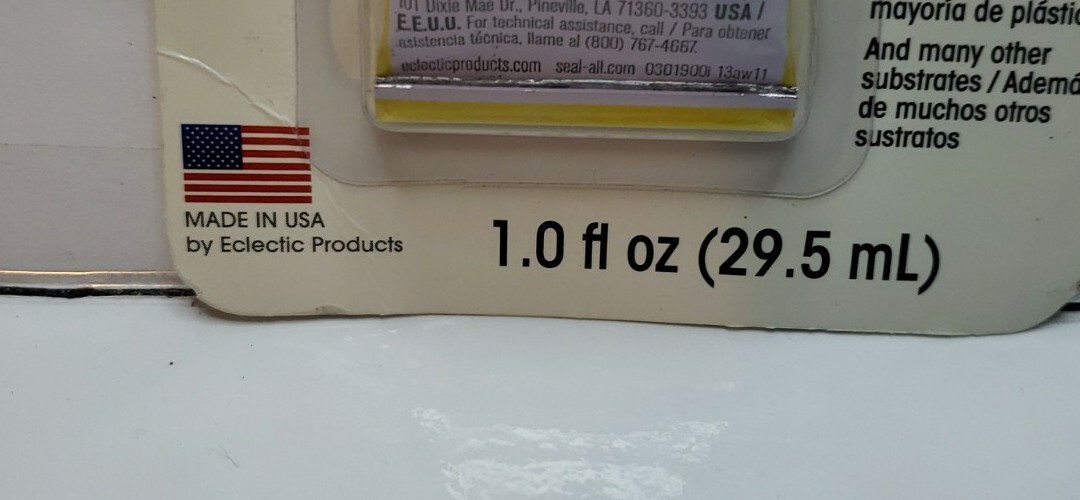 101 Dixie Mae Dr., Pineville, LA 71360-3393 USA /
E.E.U.U. For technical assistance, call / Para obtener
asistencia técnica, llame al (800) 767-4667.
eclecticproducts.com seal-all.com 0301900i 13aw11
mayoría de plástic
And many other
substrates / Ademá
de muchos otros
sustratos
MADE IN USA
by Eclectic Products
1.0 fl oz (29.5 mL)